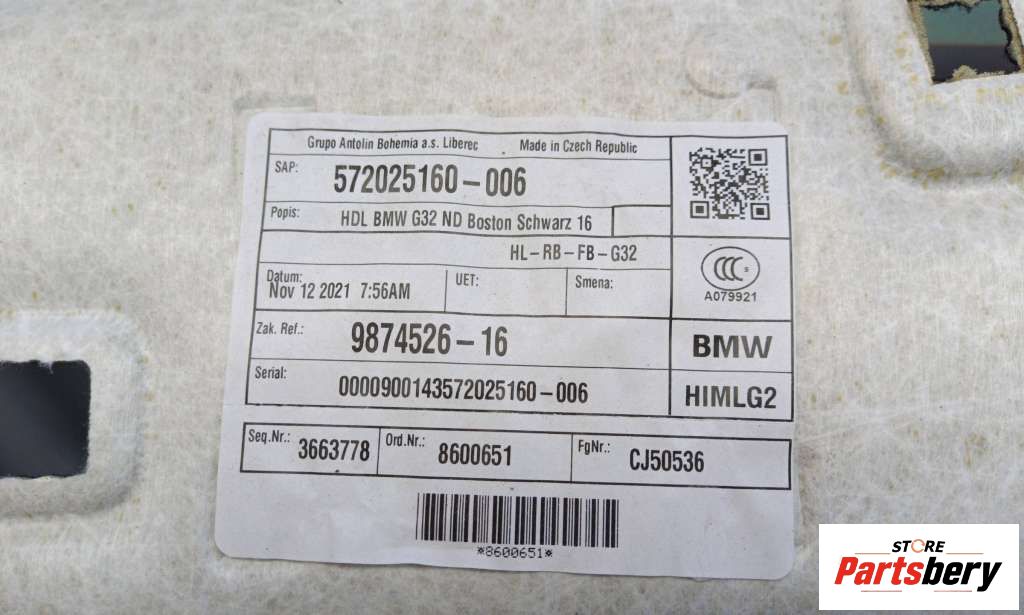 Grupo Antolin Bohemia a.s. Liberec Made in Czech Republic
SAP: 572025160-006
Popis: HDL BMW G32 ND Boston Schwarz 16
HL-RB-FB-G32
CCC S
A079921
Datum: UET: Smena:
Nov 12 2021 7:56AM
Zak. Ref.: 9874526-16
BMW
Serial: 0000900143572025160-006
HIMLG2
Seq.Nr.: 3663778 Ord.Nr.: 8600651 FgNr.: CJ50536
*8600651*
STORE
Partsbery